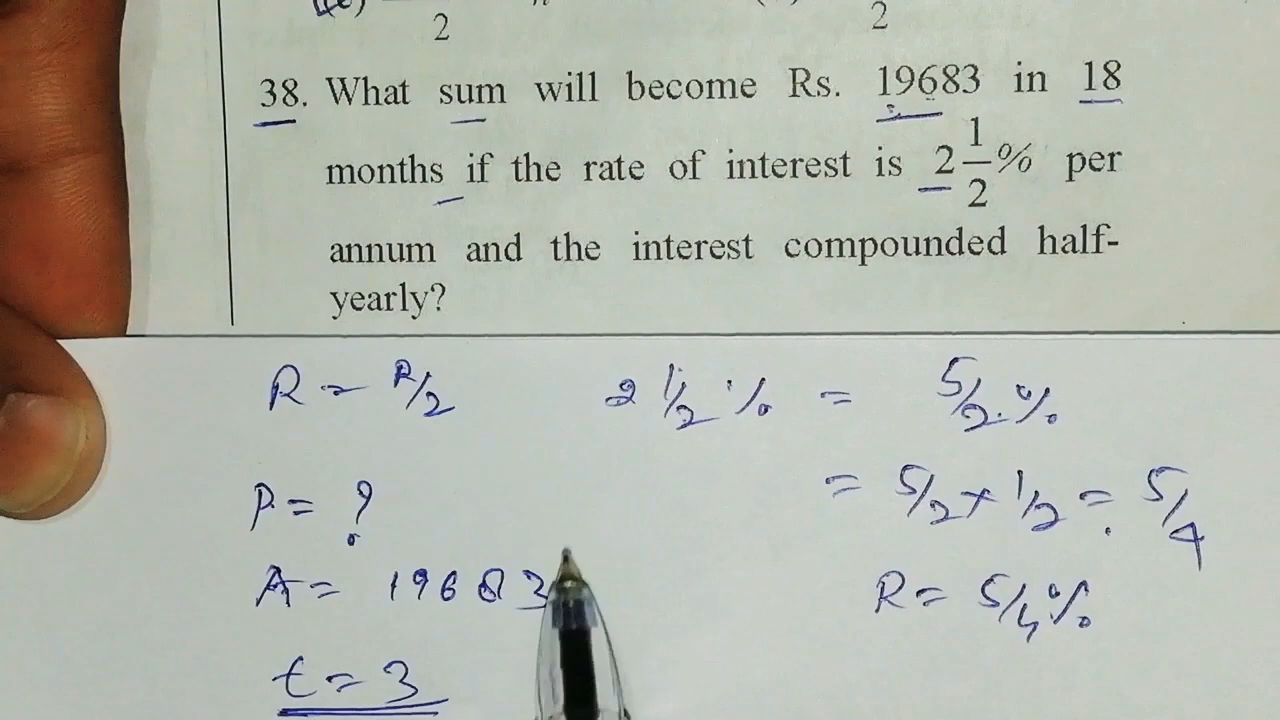 2 2
38. What sum will become Rs. 19683 in 18
months if the rate of interest is 2 1/2 % per
annum and the interest compounded half-
yearly?
R = R/2 2 1/2 % = 5/2 %
= 5/2 × 1/2 = 5/4
P = ?
A = 19683 R = 5/4 %
t = 3